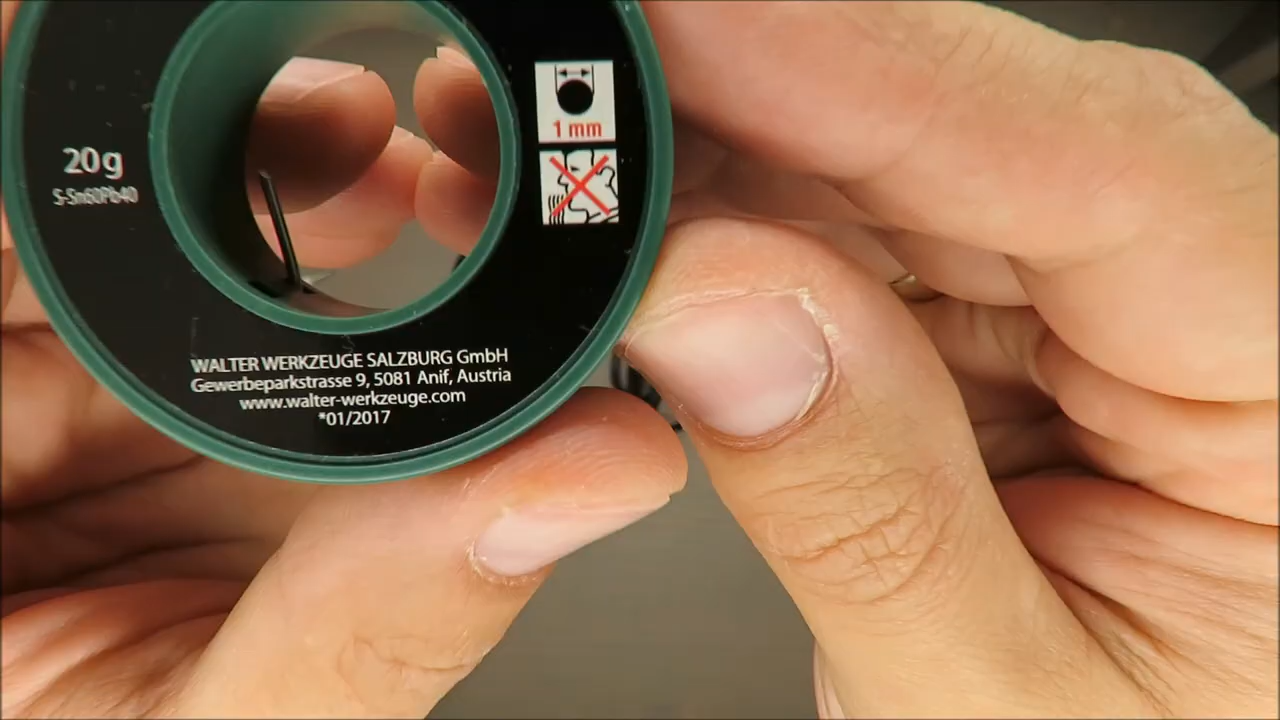 20g
S-Sn60Pb40
1 mm
WALTER WERKZEUGE SALZBURG GmbH
Gewerbeparkstrasse 9, 5081 Anif, Austria
www.walter-werkzeuge.com
*01/2017